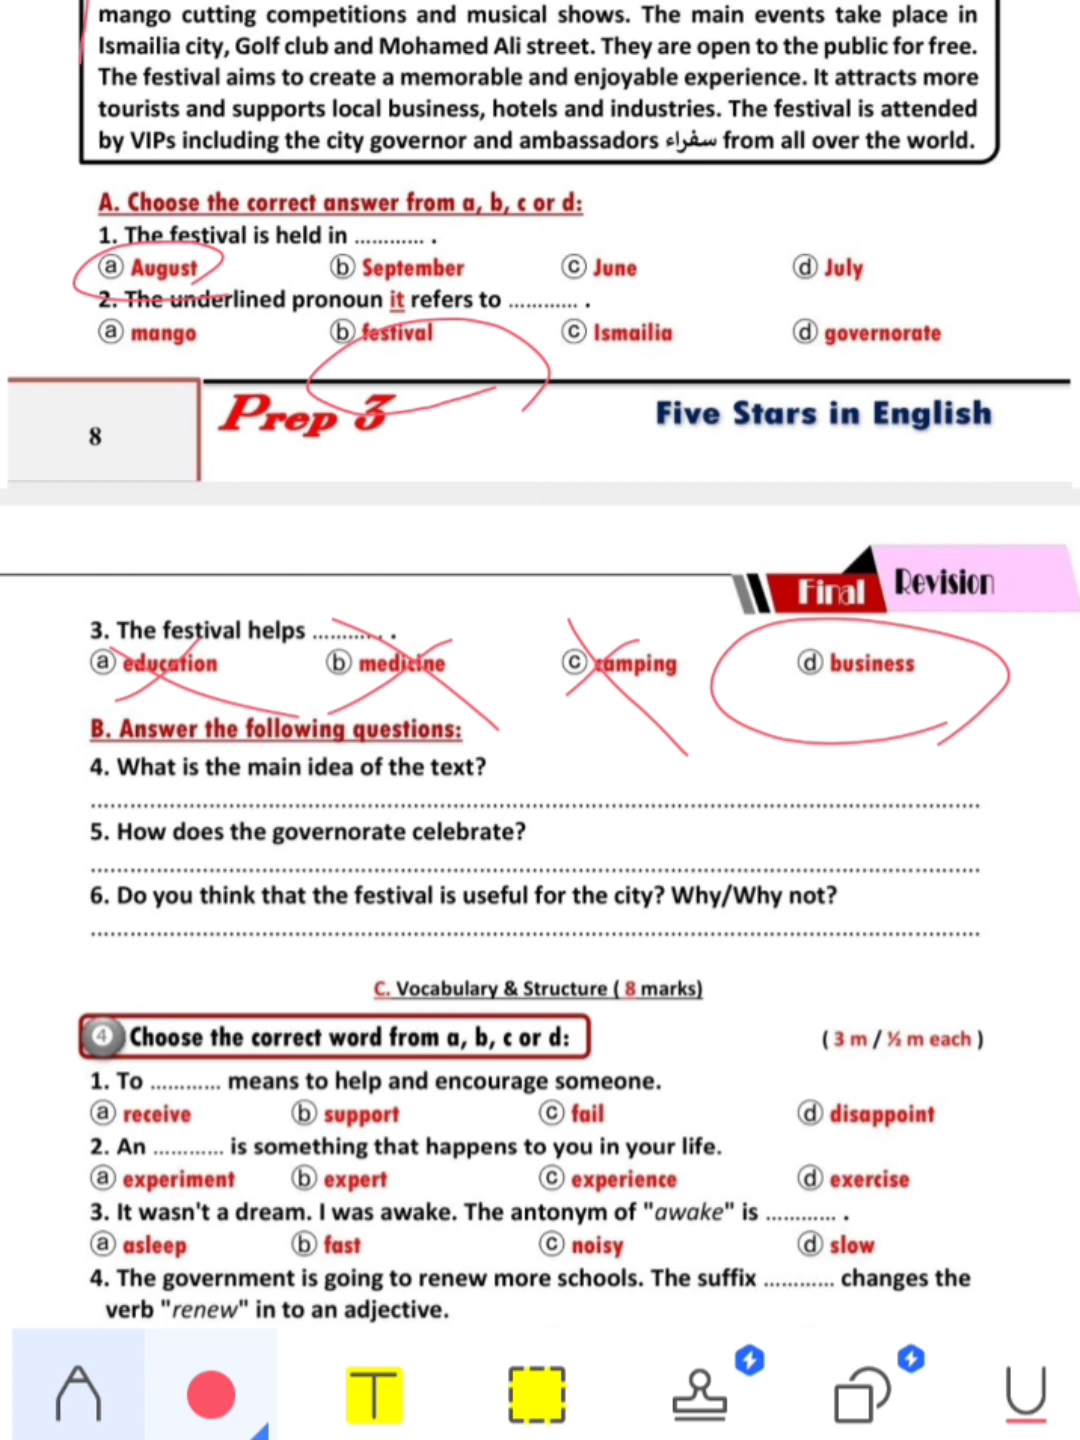 mango cutting competitions and musical shows. The main events take place in
Ismailia city, Golf club and Mohamed Ali street. They are open to the public for free.
The festival aims to create a memorable and enjoyable experience. It attracts more
tourists and supports local business, hotels and industries. The festival is attended
by VIPs including the city governor and ambassadors سفراء from all over the world.
A. Choose the correct answer from a, b, c or d:
1. The festival is held in ............ .
ⓐ August ⓑ September ⓒ June ⓓ July
2. The underlined pronoun it refers to ............ .
ⓐ mango ⓑ festival ⓒ Ismailia ⓓ governorate
8 Prep 3 Five Stars in English
Final Revision
3. The festival helps ............ .
ⓐ education ⓑ medicine ⓒ camping ⓓ business
B. Answer the following questions:
4. What is the main idea of the text?
5. How does the governorate celebrate?
6. Do you think that the festival is useful for the city? Why/Why not?
C. Vocabulary & Structure ( 8 marks)
4 Choose the correct word from a, b, c or d: ( 3 m / ½ m each )
1. To ............ means to help and encourage someone.
ⓐ receive ⓑ support ⓒ fail ⓓ disappoint
2. An ............ is something that happens to you in your life.
ⓐ experiment ⓑ expert ⓒ experience ⓓ exercise
3. It wasn't a dream. I was awake. The antonym of "awake" is ............ .
ⓐ asleep ⓑ fast ⓒ noisy ⓓ slow
4. The government is going to renew more schools. The suffix ............ changes the
verb "renew" in to an adjective.
T
U